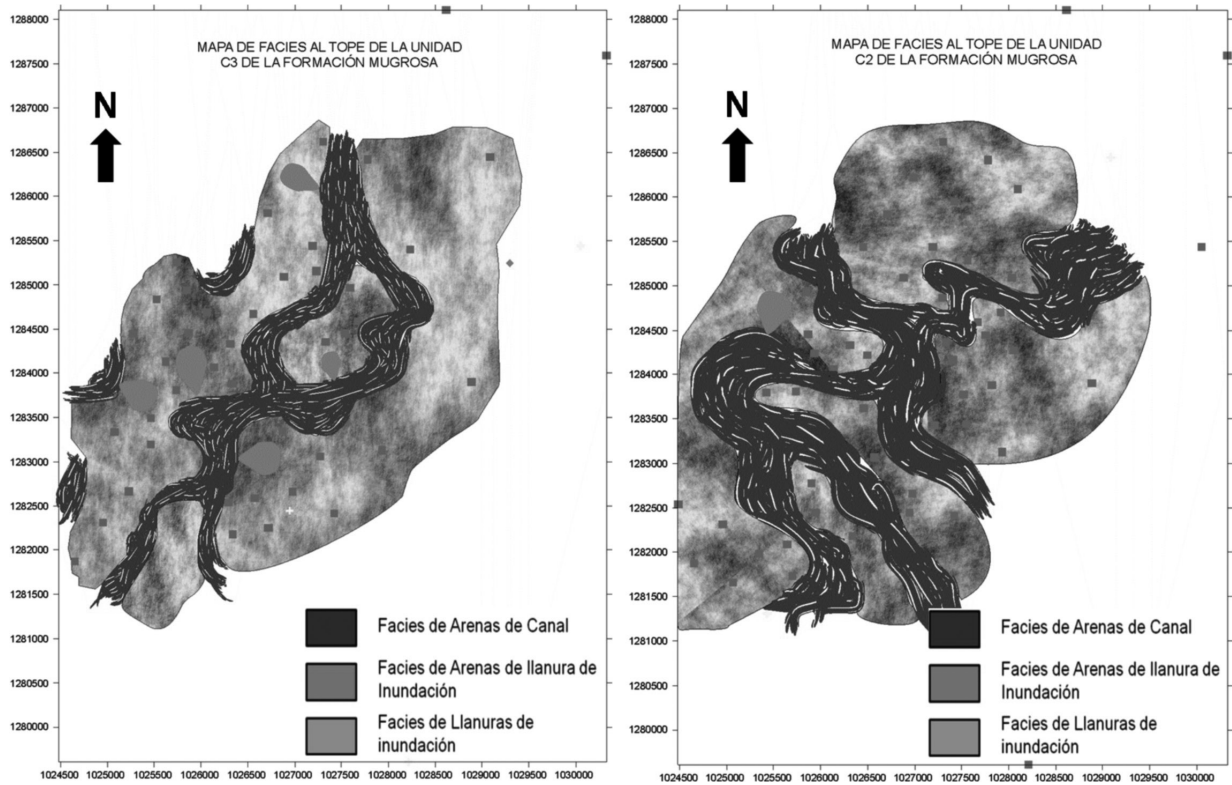 MAPA DE FACIES AL TOPE DE LA UNIDAD
C3 DE LA FORMACIÓN MUGROSA
N
1288000
1287500
1287000
1286500
1286000
1285500
1285000
1284500
1284000
1283500
1283000
1282500
1282000
1281500
1281000
1280500
1280000
Facies de Arenas de Canal
Facies de Arenas de llanura de
Inundación
Facies de Llanuras de
inundación
1024500 1025000 1025500 1026000 1026500 1027000 1027500 1028000 1028500 1029000 1029500 1030000
MAPA DE FACIES AL TOPE DE LA UNIDAD
C2 DE LA FORMACIÓN MUGROSA
N
1288000
1287500
1287000
1286500
1286000
1285500
1285000
1284500
1284000
1283500
1283000
1282500
1282000
1281500
1281000
1280500
1280000
Facies de Arenas de Canal
Facies de Arenas de llanura de
Inundación
Facies de Llanuras de
inundación
1024500 1025000 1025500 1026000 1026500 1027000 1027500 1028000 1028500 1029000 1029500 1030000